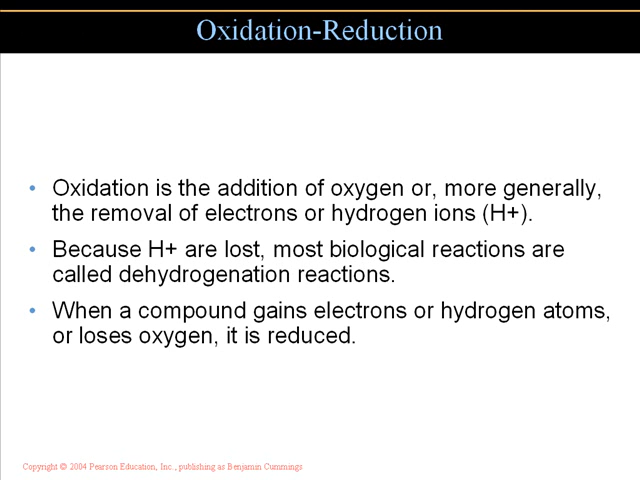 Oxidation-Reduction
• Oxidation is the addition of oxygen or, more generally,
the removal of electrons or hydrogen ions (H+).
• Because H+ are lost, most biological reactions are
called dehydrogenation reactions.
• When a compound gains electrons or hydrogen atoms,
or loses oxygen, it is reduced.
Copyright © 2004 Pearson Education, Inc., publishing as Benjamin Cummings